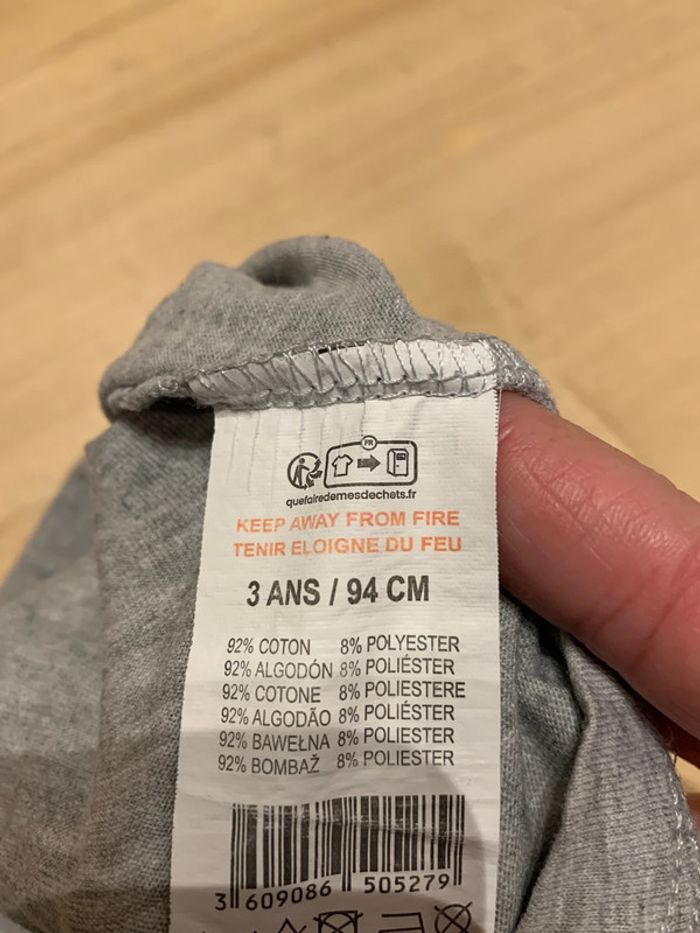 FR
quefairedemesdechets.fr
KEEP AWAY FROM FIRE
TENIR ELOIGNE DU FEU
3 ANS / 94 CM
92% COTON 8% POLYESTER
92% ALGODÓN 8% POLIÉSTER
92% COTONE 8% POLIESTERE
92% ALGODÃO 8% POLIÉSTER
92% BAWEŁNA 8% POLIESTER
92% BOMBAŽ 8% POLIESTER
3 609086 505279